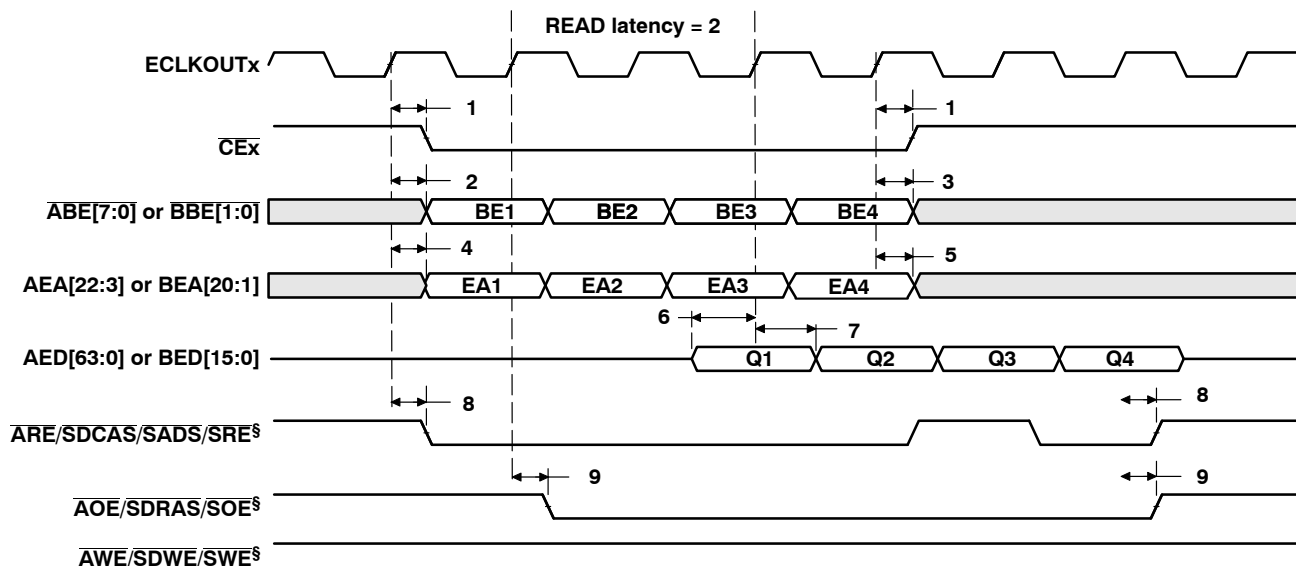 READ latency = 2
ECLKOUTx
1 1
CEx
2 3
ABE[7:0] or BBE[1:0] BE1 BE2 BE3 BE4
4 5
AEA[22:3] or BEA[20:1] EA1 EA2 EA3 EA4
6 7
AED[63:0] or BED[15:0] Q1 Q2 Q3 Q4
8 8
ARE/SDCAS/SADS/SRE§
9 9
AOE/SDRAS/SOE§
AWE/SDWE/SWE§